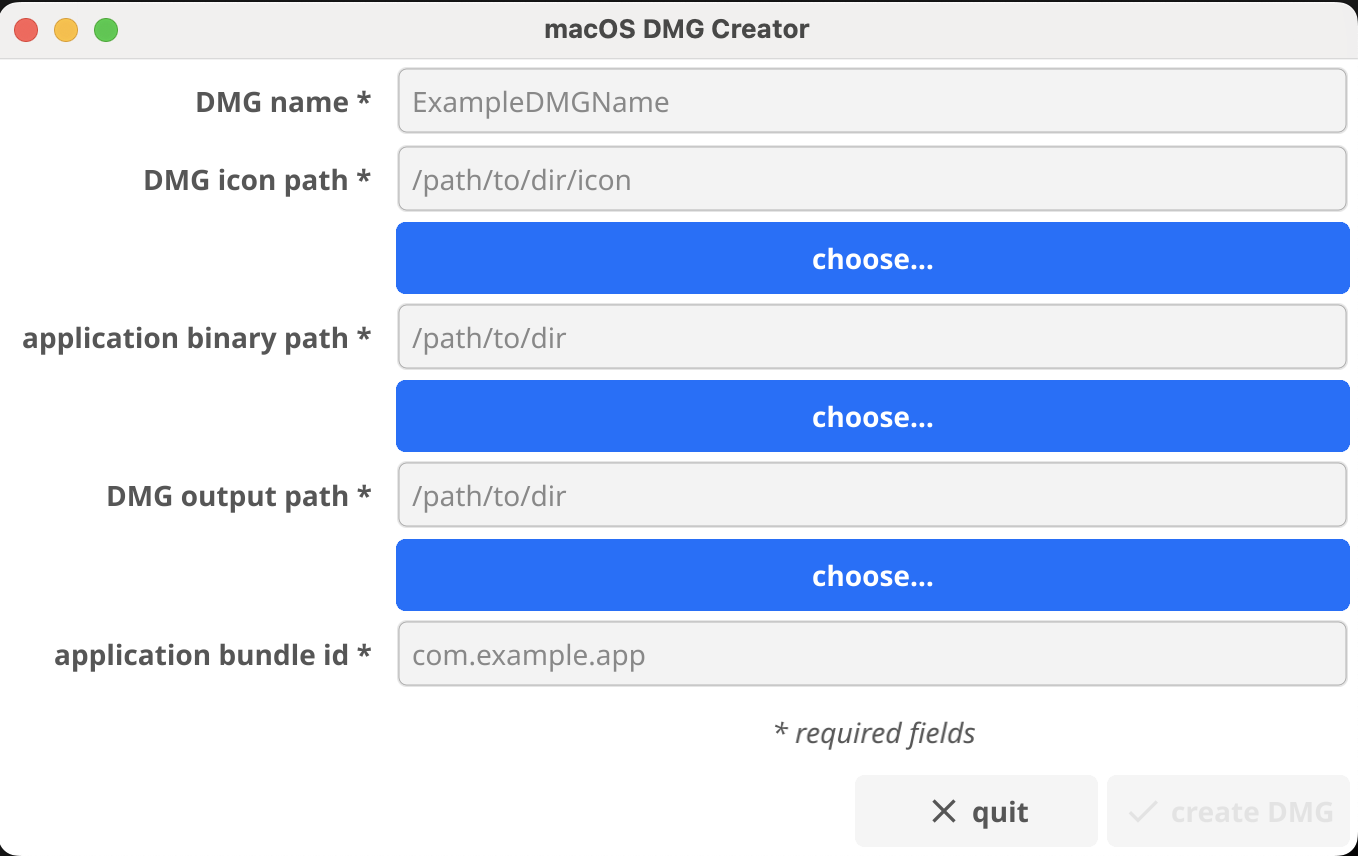 macOS DMG Creator
DMG name * ExampleDMGName
DMG icon path * /path/to/dir/icon
choose...
application binary path * /path/to/dir
choose...
DMG output path * /path/to/dir
choose...
application bundle id * com.example.app
* required fields
quit create DMG